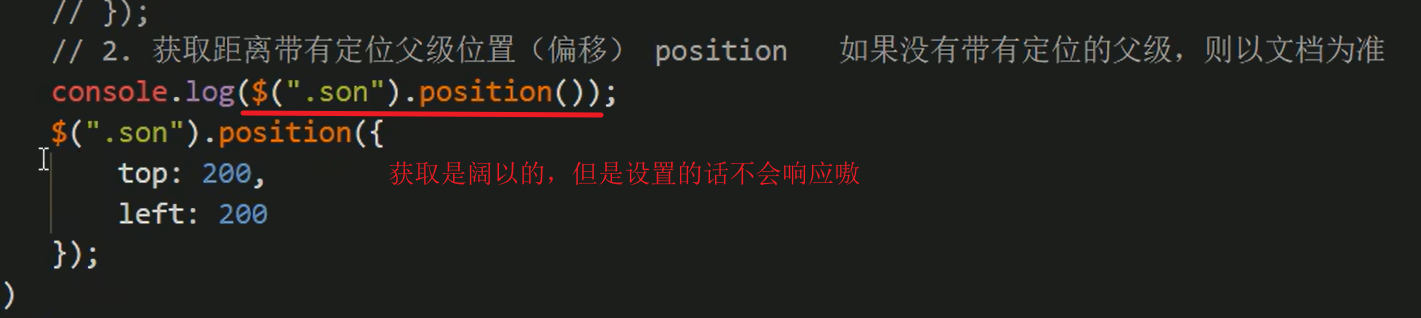 // });
// 2. 获取距离带有定位父级位置（偏移） position 如果没有带有定位的父级，则以文档为准
console.log($(".son").position());
$(".son").position({
top: 200,
获取是阔以的，但是设置的话不会响应嗷
left: 200
});
)